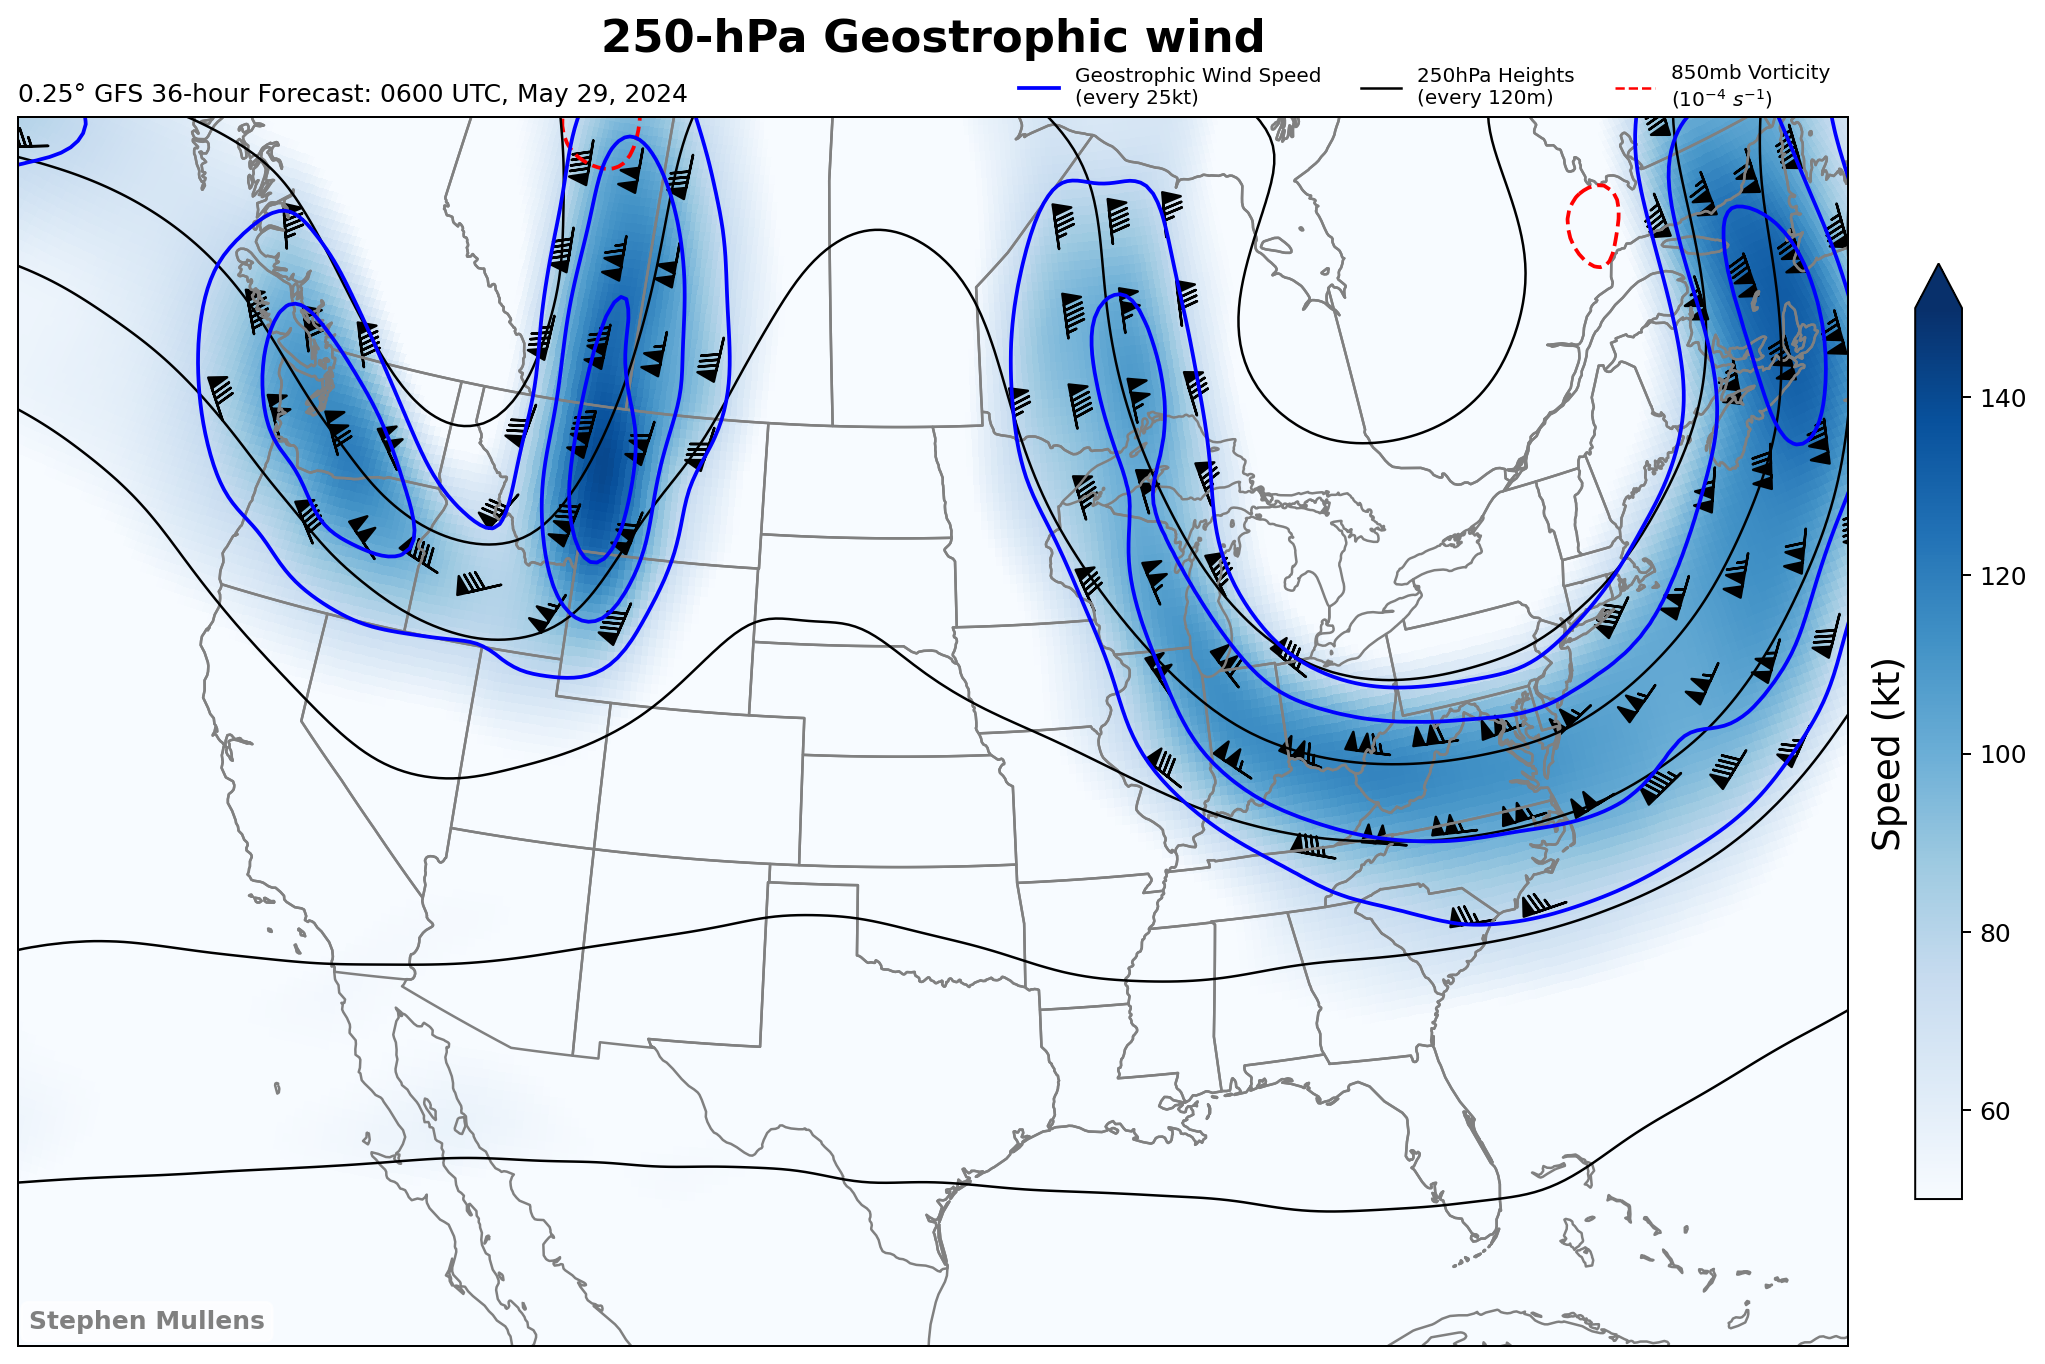 250-hPa Geostrophic wind
0.25° GFS 36-hour Forecast: 0600 UTC, May 29, 2024
Geostrophic Wind Speed
(every 25kt)
250hPa Heights
(every 120m)
850mb Vorticity
(10⁻⁴ s⁻¹)
140
120
100
80
60
Speed (kt)
Stephen Mullens